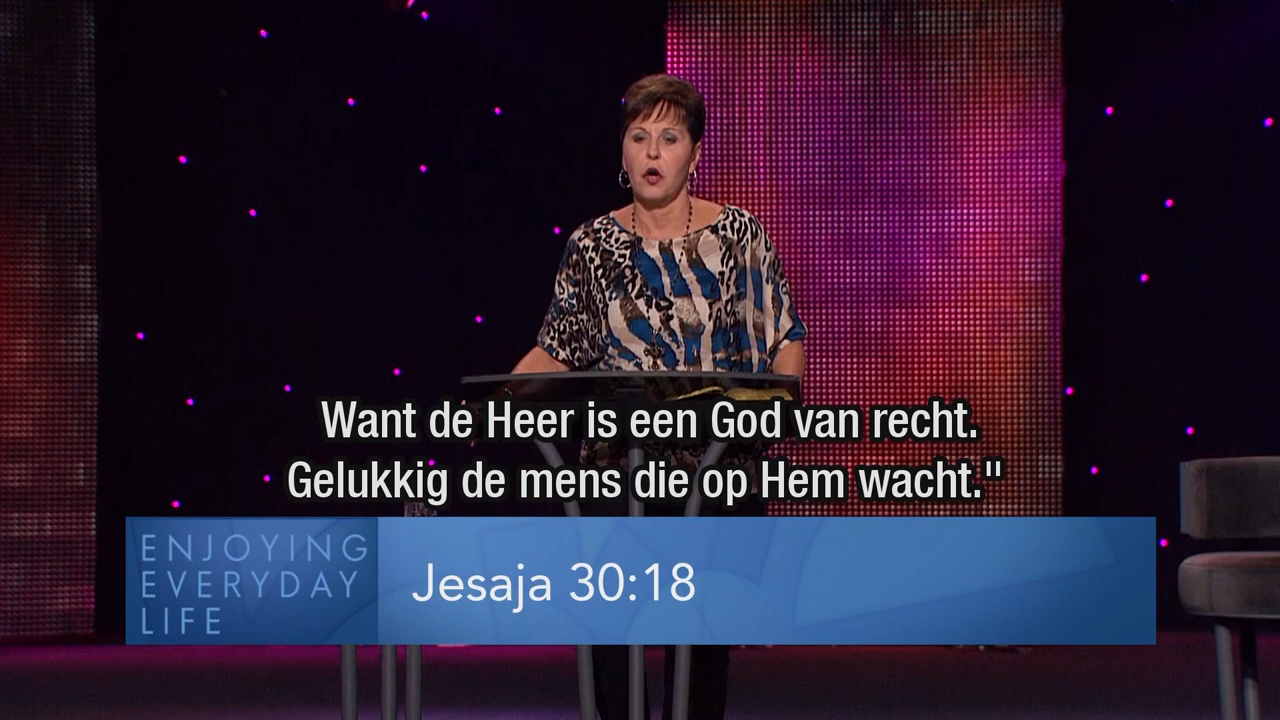 Want de Heer is een God van recht.
Gelukkig de mens die op Hem wacht."
ENJOYING
EVERYDAY
LIFE
Jesaja 30:18